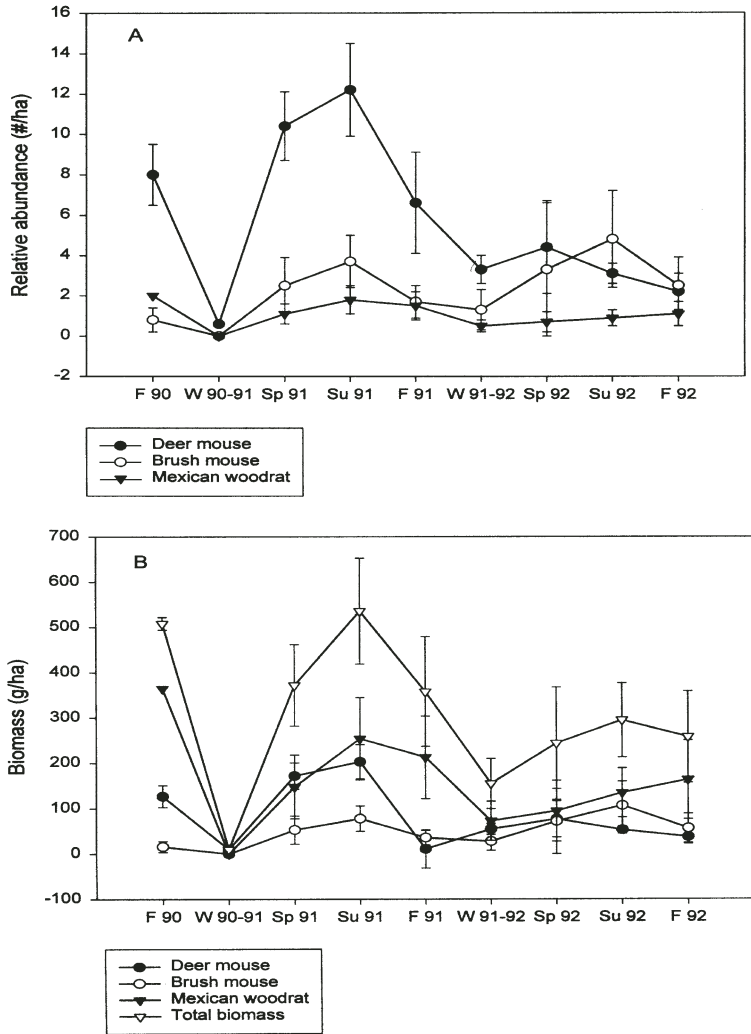 A
Relative abundance (#/ha)
16
14
12
10
8
6
4
2
0
-2
F 90 W 90-91 Sp 91 Su 91 F 91 W 91-92 Sp 92 Su 92 F 92
Deer mouse
Brush mouse
Mexican woodrat
B
Biomass (g/ha)
700
600
500
400
300
200
100
0
-100
F 90 W 90-91 Sp 91 Su 91 F 91 W 91-92 Sp 92 Su 92 F 92
Deer mouse
Brush mouse
Mexican woodrat
Total biomass